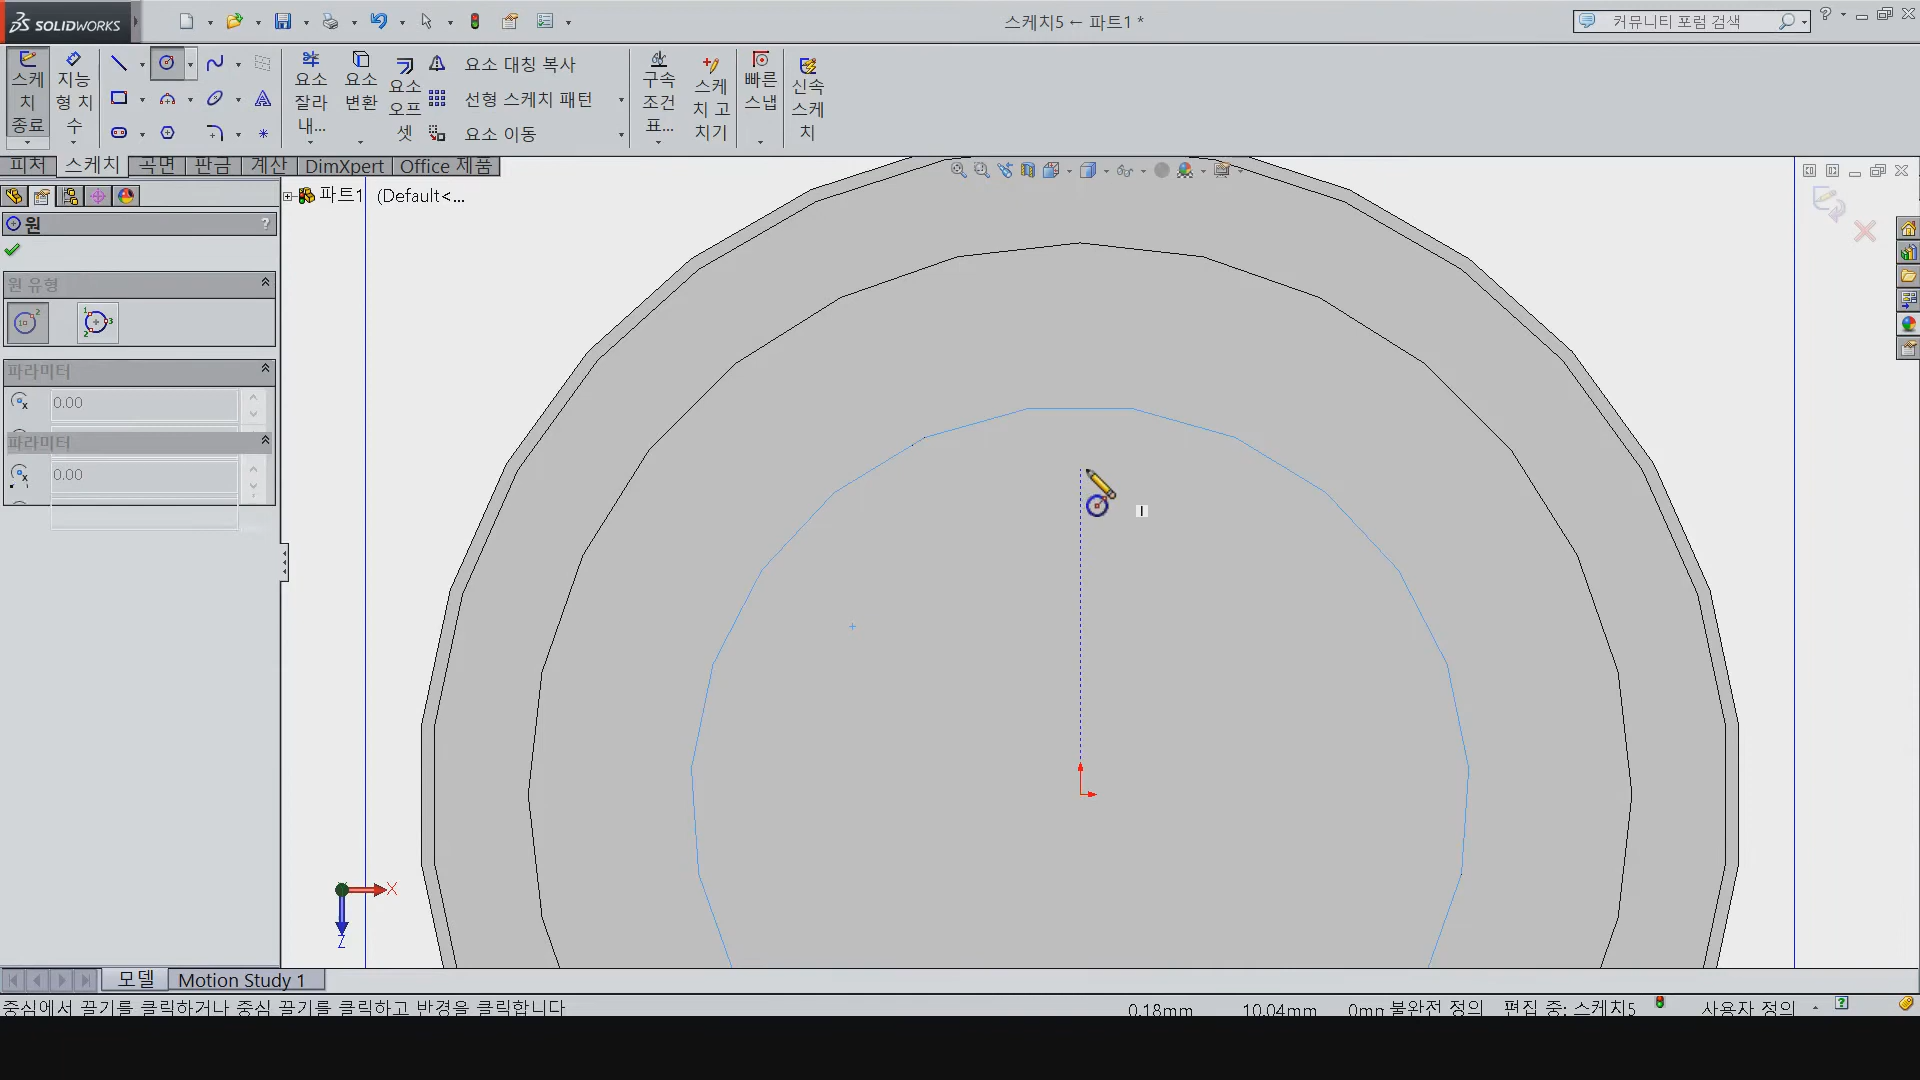 SOLIDWORKS
스케치5 ← 파트1 *
커뮤니티 포럼 검색
스케치 종료
지능형 치수
요소 잘라내...
요소 변환
요소 오프셋
요소 대칭 복사
선형 스케치 패턴
요소 이동
구속조건 표...
스케치 고치기
빠른 스냅
신속 스케치
피처
스케치
곡면
판금
계산
DimXpert
Office 제품
파트1 (Default<...
원
?
원 유형
파라미터
0.00
파라미터
0.00
X
Z
모델
Motion Study 1
중심에서 끌기를 클릭하거나 중심 끌기를 클릭하고 반경을 클릭합니다
0.18mm
10.04mm
0mm 불완전 정의
편집 중: 스케치5
사용자 정의